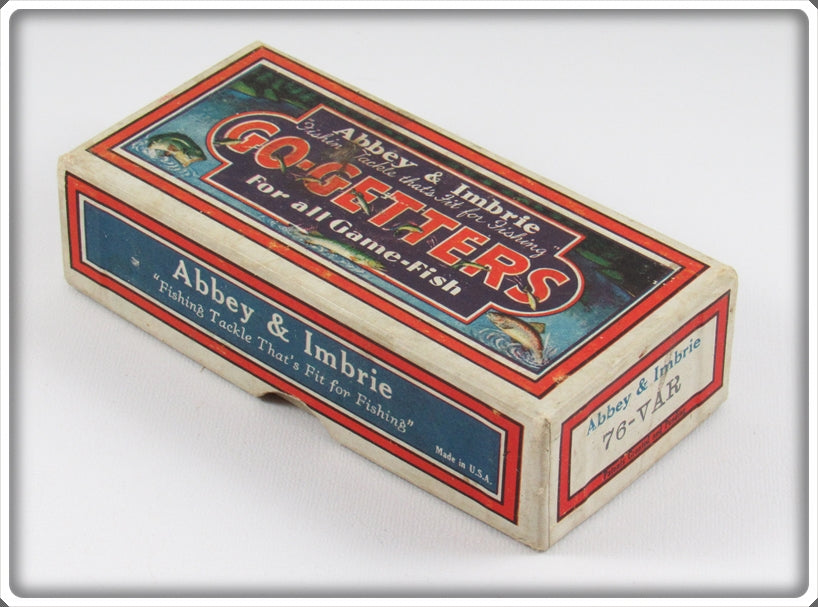 Abbey & Imbrie
"Fishing Tackle that's Fit for Fishing"
GO-GETTERS
For all Game-Fish
Abbey & Imbrie
"Fishing Tackle That's Fit for Fishing"
Made in U.S.A.
Abbey & Imbrie
76-VAR